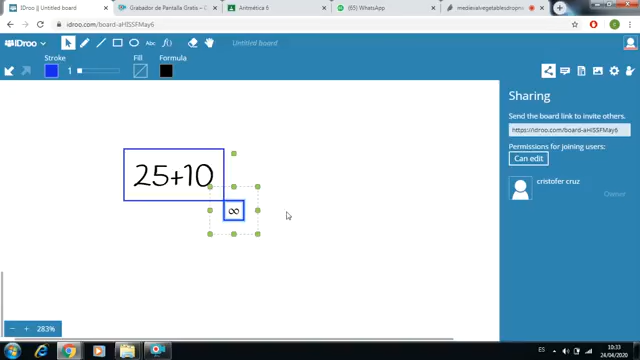 IDroo || Untitled board
Grabador de Pantalla Gratis –
Aritmética 6
(65) WhatsApp
medievalvegetablestropn
idroo.com/board-aHISSFMay6
IDROO
Abc
f()
Untitled board
Stroke
1
Fill
Formula
Sharing
Send the board link to invite others.
https://idroo.com/board-aHISSFMay6
Permissions for joining users:
Can edit
cristofer cruz
Owner
25+10
∞
− + 283%
ES
10:33
24/04/2020